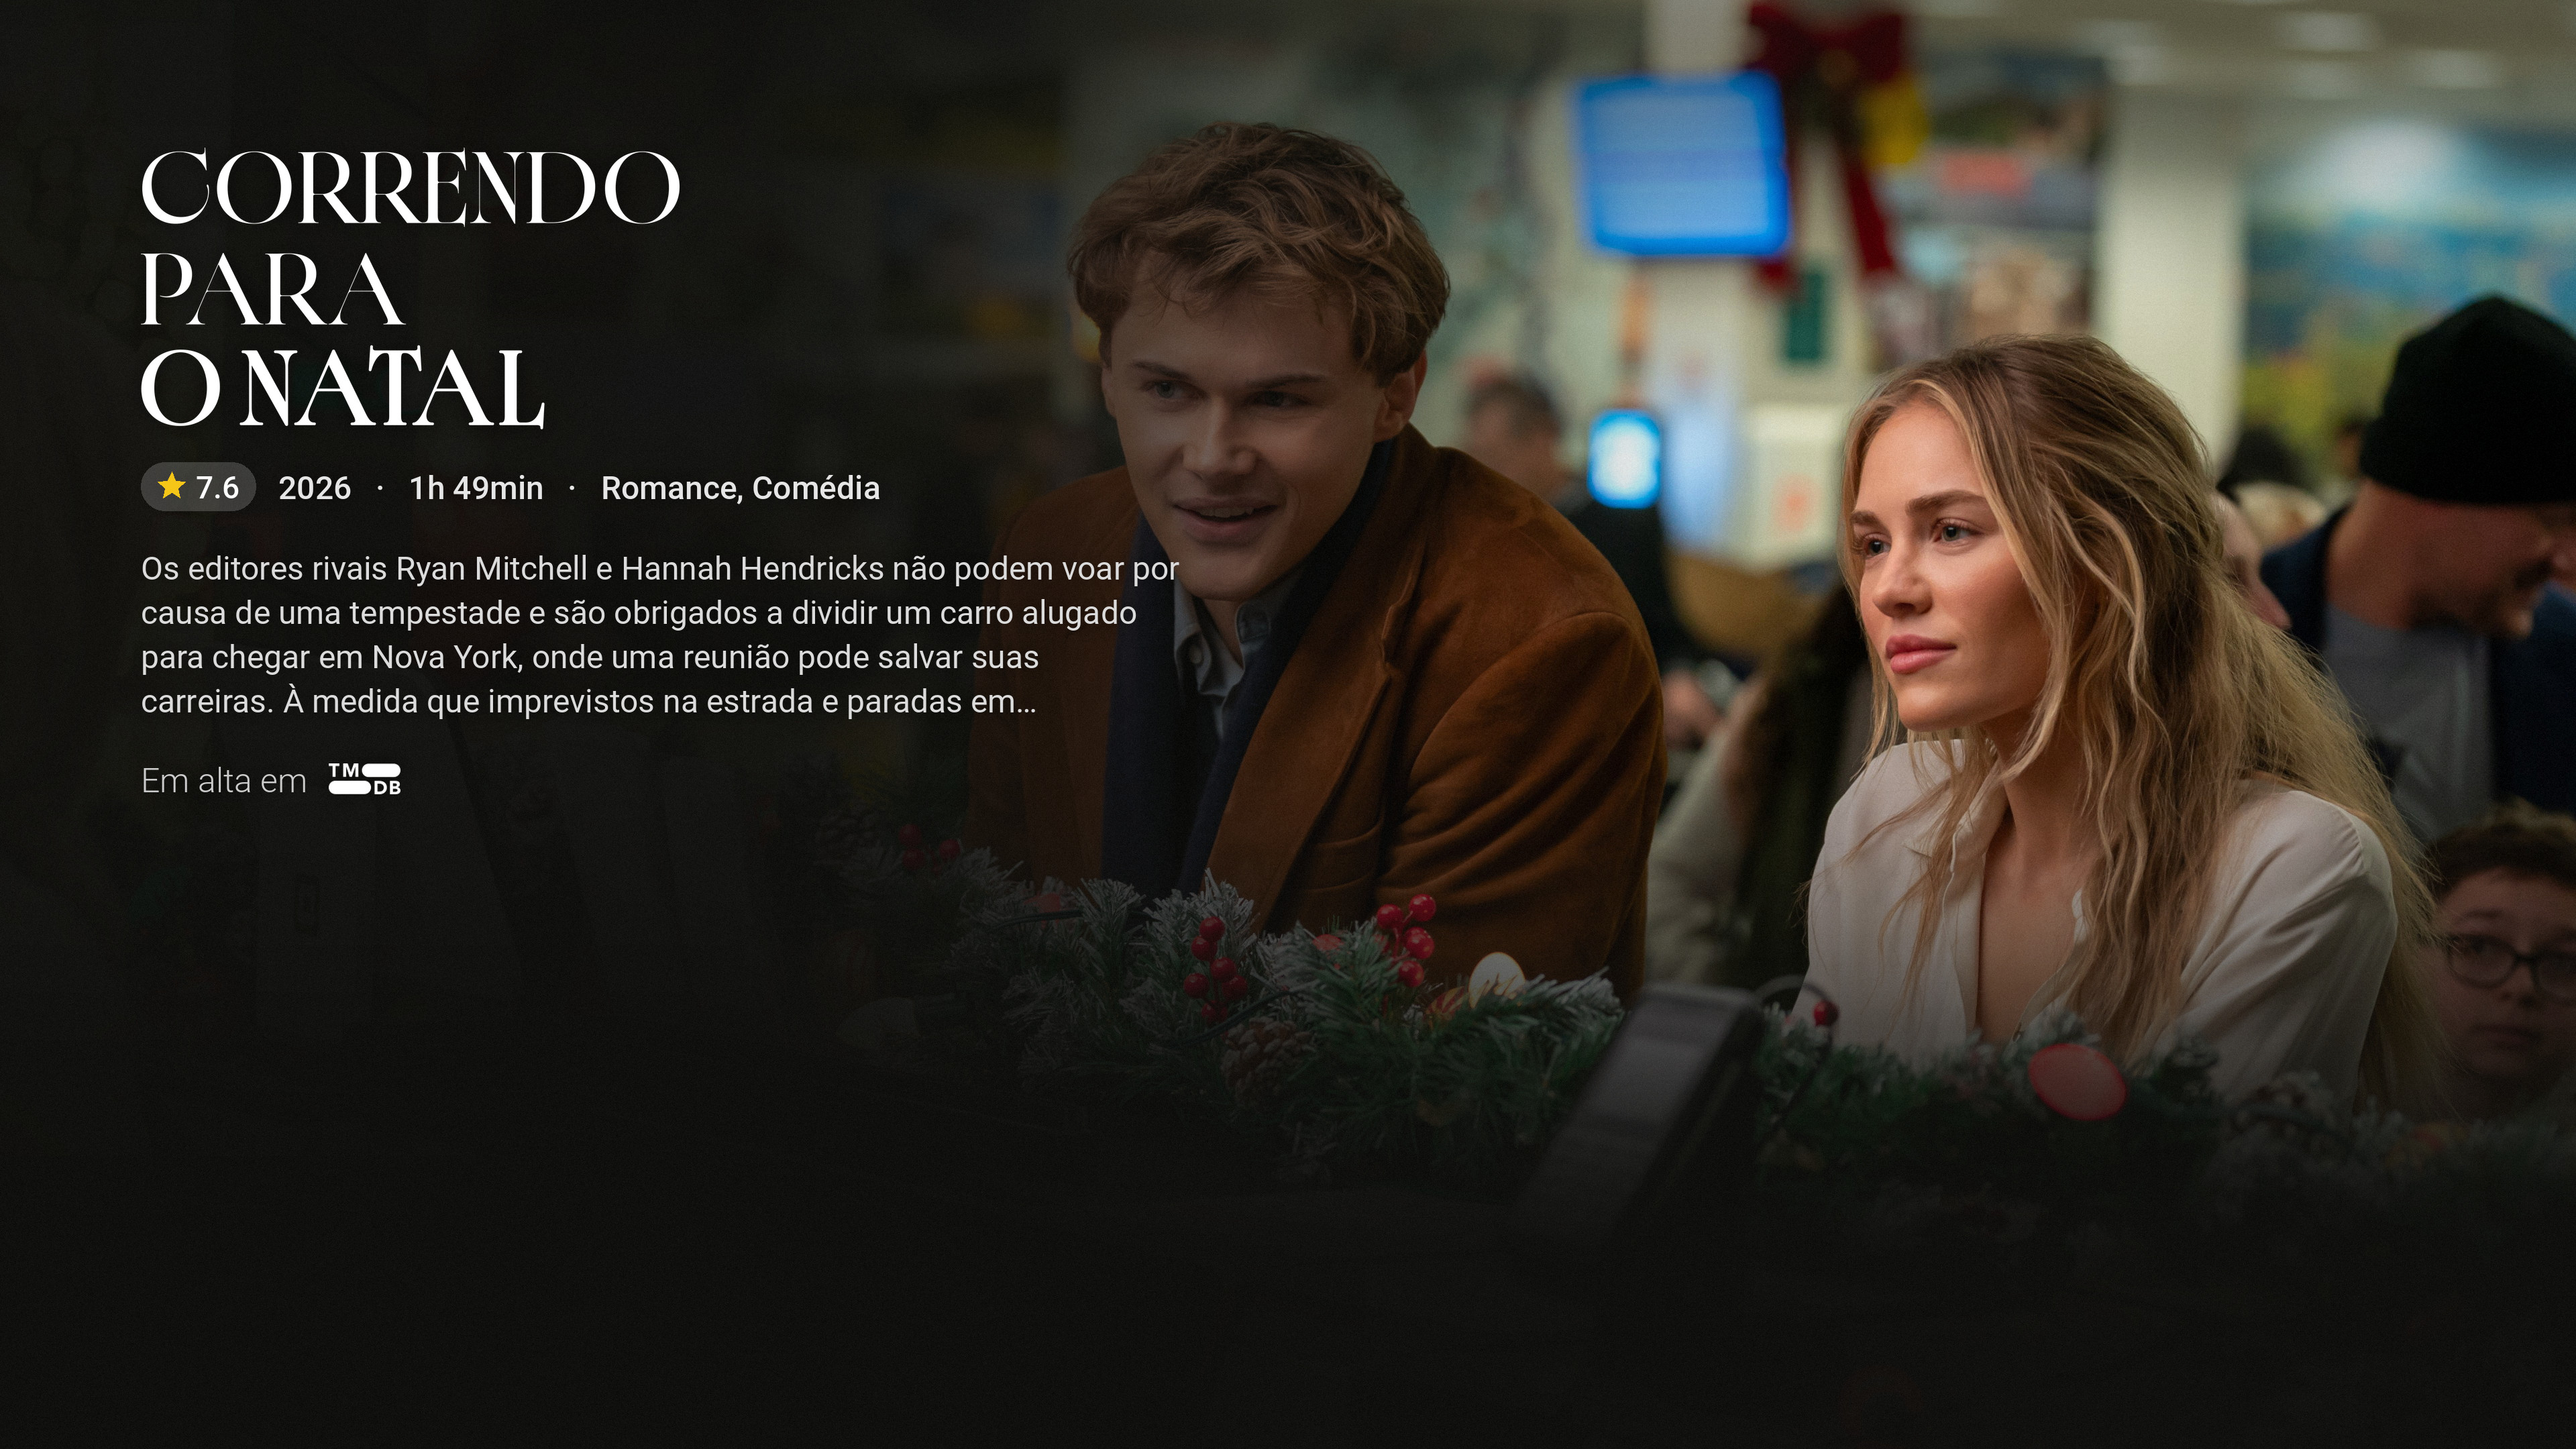 CORRENDO
PARA
O NATAL
7.6 2026 · 1h 49min · Romance, Comédia
Os editores rivais Ryan Mitchell e Hannah Hendricks não podem voar por
causa de uma tempestade e são obrigados a dividir um carro alugado
para chegar em Nova York, onde uma reunião pode salvar suas
carreiras. À medida que imprevistos na estrada e paradas em…
Em alta em TMDB